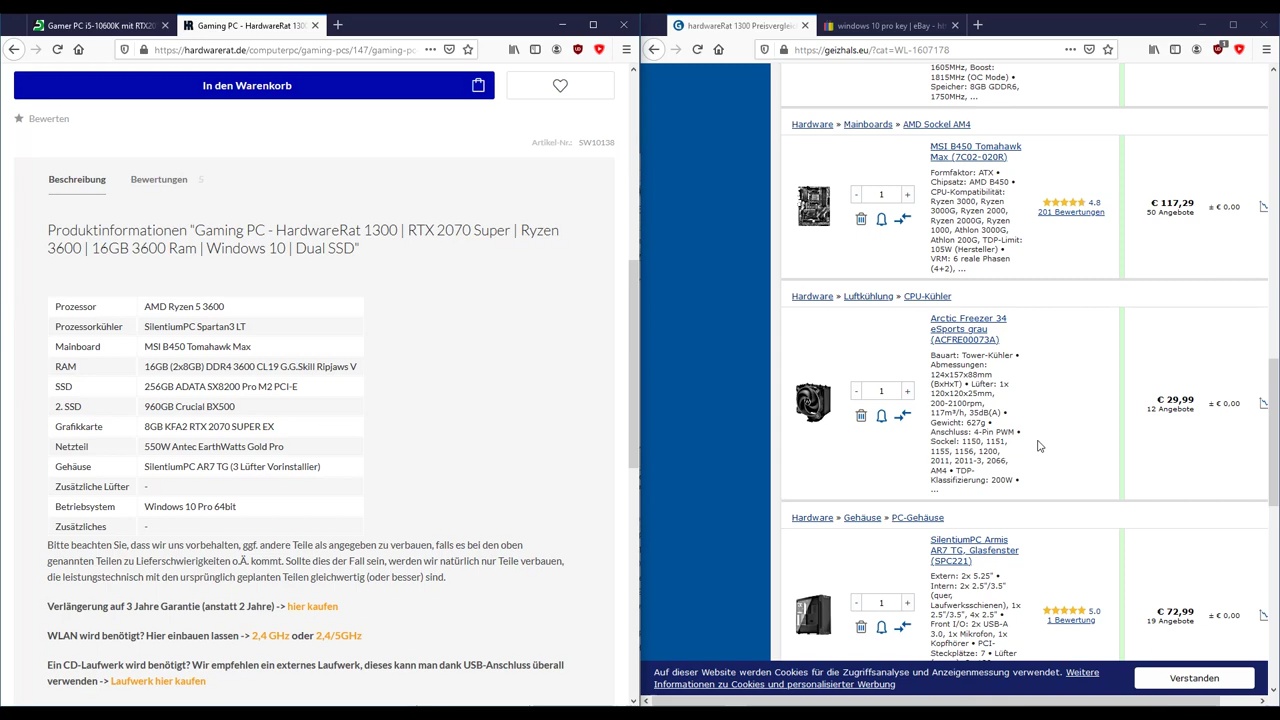 Gamer PC i5-10600K mit RTX207
Gaming PC - HardwareRat 1300
https://hardwarerat.de/computerpc/gaming-pcs/147/gaming-pc
In den Warenkorb
Bewerten
Artikel-Nr.: SW10138
Beschreibung Bewertungen 5
Produktinformationen "Gaming PC - HardwareRat 1300 | RTX 2070 Super | Ryzen
3600 | 16GB 3600 Ram | Windows 10 | Dual SSD"
Prozessor AMD Ryzen 5 3600
Prozessorkühler SilentiumPC Spartan3 LT
Mainboard MSI B450 Tomahawk Max
RAM 16GB (2x8GB) DDR4 3600 CL19 G.G.Skill Ripjaws V
SSD 256GB ADATA SX8200 Pro M2 PCI-E
2. SSD 960GB Crucial BX500
Grafikkarte 8GB KFA2 RTX 2070 SUPER EX
Netzteil 550W Antec EarthWatts Gold Pro
Gehäuse SilentiumPC AR7 TG (3 Lüfter Vorinstallier)
Zusätzliche Lüfter -
Betriebsystem Windows 10 Pro 64bit
Zusätzliches -
Bitte beachten Sie, dass wir uns vorbehalten, ggf. andere Teile als angegeben zu verbauen, falls es bei den oben
genannten Teilen zu Lieferschwierigkeiten kommt. Sollte dies der Fall sein, werden wir natürlich nur Teile verbauen,
die leistungstechnisch mit den ursprünglich geplanten Teilen gleichwertig (oder besser) sind.
Verlängerung auf 3 Jahre Garantie (anstatt 2 Jahre) -> hier kaufen
WLAN wird benötigt? Hier einbauen lassen -> 2,4 GHz oder 2,4/5GHz
Ein CD-Laufwerk wird benötigt? Wir empfehlen ein externes Laufwerk, dieses kann man dank USB-Anschluss überall
verwenden -> Laufwerk hier kaufen
hardwareRat 1300 Preisvergleich
windows 10 pro key | eBay - ht
https://geizhals.eu/?cat=WL-1607178
1
1605MHz, Boost:
1815MHz (OC Mode) •
Speicher: 8GB GDDR6,
1750MHz, ...
Hardware » Mainboards » AMD Sockel AM4
MSI B450 Tomahawk
Max (7C02-020R)
Formfaktor: ATX •
Chipsatz: AMD B450 •
CPU-Kompatibilität:
Ryzen 3000, Ryzen
3000G, Ryzen 2000,
Ryzen 2000G, Ryzen
1000, Athlon 3000G,
Athlon 200G, TDP-Limit:
105W (Hersteller) •
VRM: 6 reale Phasen
(4+2), ...
- 1 +
4.8
201 Bewertungen
€ 117,29
50 Angebote
± € 0,00
Hardware » Luftkühlung » CPU-Kühler
Arctic Freezer 34
eSports grau
(ACFRE00073A)
Bauart: Tower-Kühler •
Abmessungen:
124x157x88mm
(BxHxT) • Lüfter: 1x
120x120x25mm,
200-2100rpm,
117m³/h, 35dB(A) •
Gewicht: 627g •
Anschluss: 4-Pin PWM •
Sockel: 1150, 1151,
1155, 1156, 1200,
2011, 2011-3, 2066,
AM4 • TDP-
Klassifizierung: 200W •
...
- 1 +
€ 29,99
12 Angebote
± € 0,00
Hardware » Gehäuse » PC-Gehäuse
SilentiumPC Armis
AR7 TG, Glasfenster
(SPC221)
Extern: 2x 5.25" •
Intern: 2x 2.5"/3.5"
(quer,
Laufwerksschienen), 1x
2.5"/3.5", 4x 2.5" •
Front I/O: 2x USB-A
3.0, 1x Mikrofon, 1x
Kopfhörer • PCI-
Steckplätze: 7 • Lüfter
- 1 +
5.0
1 Bewertung
€ 72,99
19 Angebote
± € 0,00
Auf dieser Website werden Cookies für die Zugriffsanalyse und Anzeigenmessung verwendet. Weitere
Informationen zu Cookies und personalisierter Werbung
Verstanden